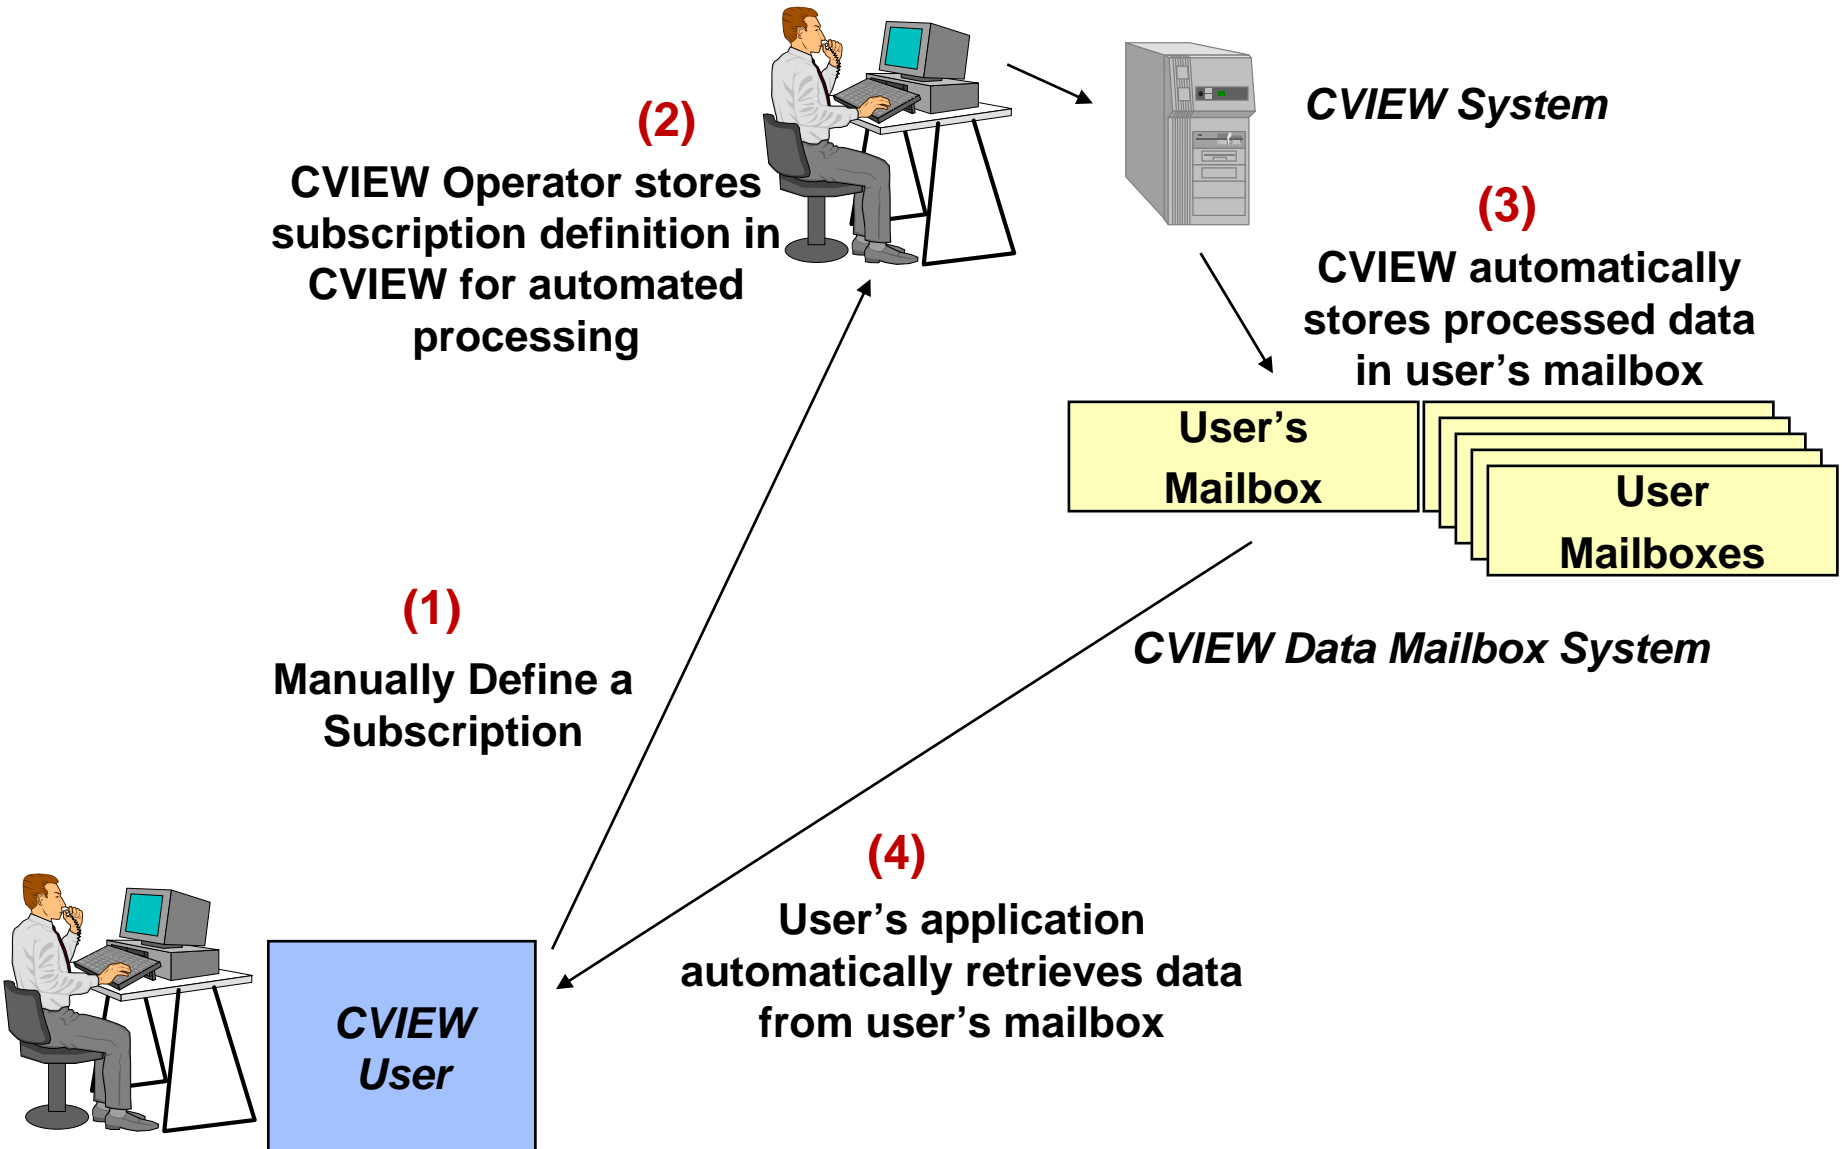 (2)
CVIEW Operator stores
subscription definition in
CVIEW for automated
processing
CVIEW System
(3)
CVIEW automatically
stores processed data
in user’s mailbox
User’s
Mailbox
User
Mailboxes
CVIEW Data Mailbox System
(1)
Manually Define a
Subscription
(4)
User’s application
automatically retrieves data
from user’s mailbox
CVIEW
User